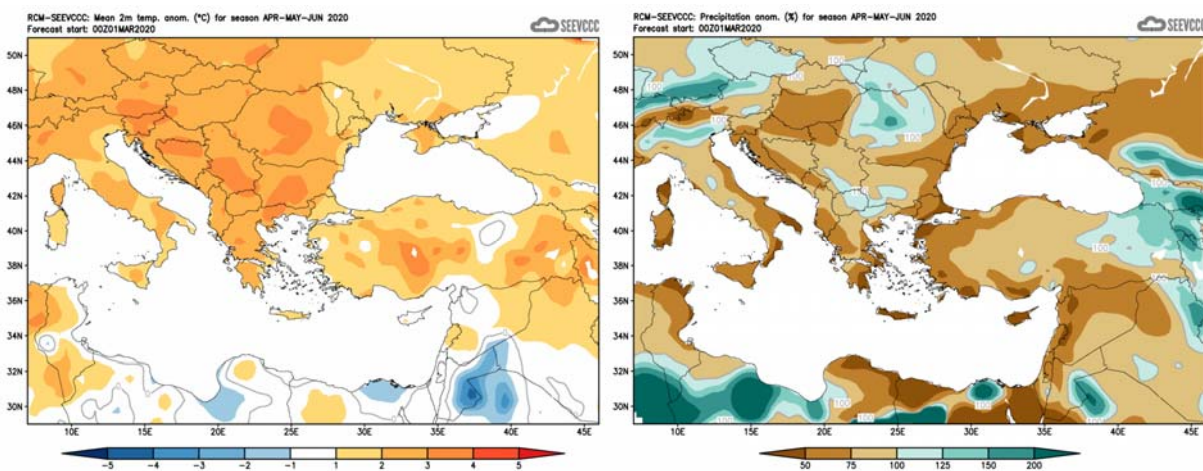 RCM-SEEVCCC: Mean 2m temp. anom. (°C) for season APR-MAY-JUN 2020
Forecast start: 00Z01MAR2020
SEEVCCC
50N
48N
46N
44N
42N
40N
38N
36N
34N
32N
30N
10E 15E 20E 25E 30E 35E 40E 45E
-5 -4 -3 -2 -1 1 2 3 4 5
RCM-SEEVCCC: Precipitation anom. (%) for season APR-MAY-JUN 2020
Forecast start: 00Z01MAR2020
SEEVCCC
50N
48N
46N
44N
42N
40N
38N
36N
34N
32N
30N
100
100
100
100
100
100
100
100
100
100
10E 15E 20E 25E 30E 35E 40E 45E
50 75 100 125 150 200